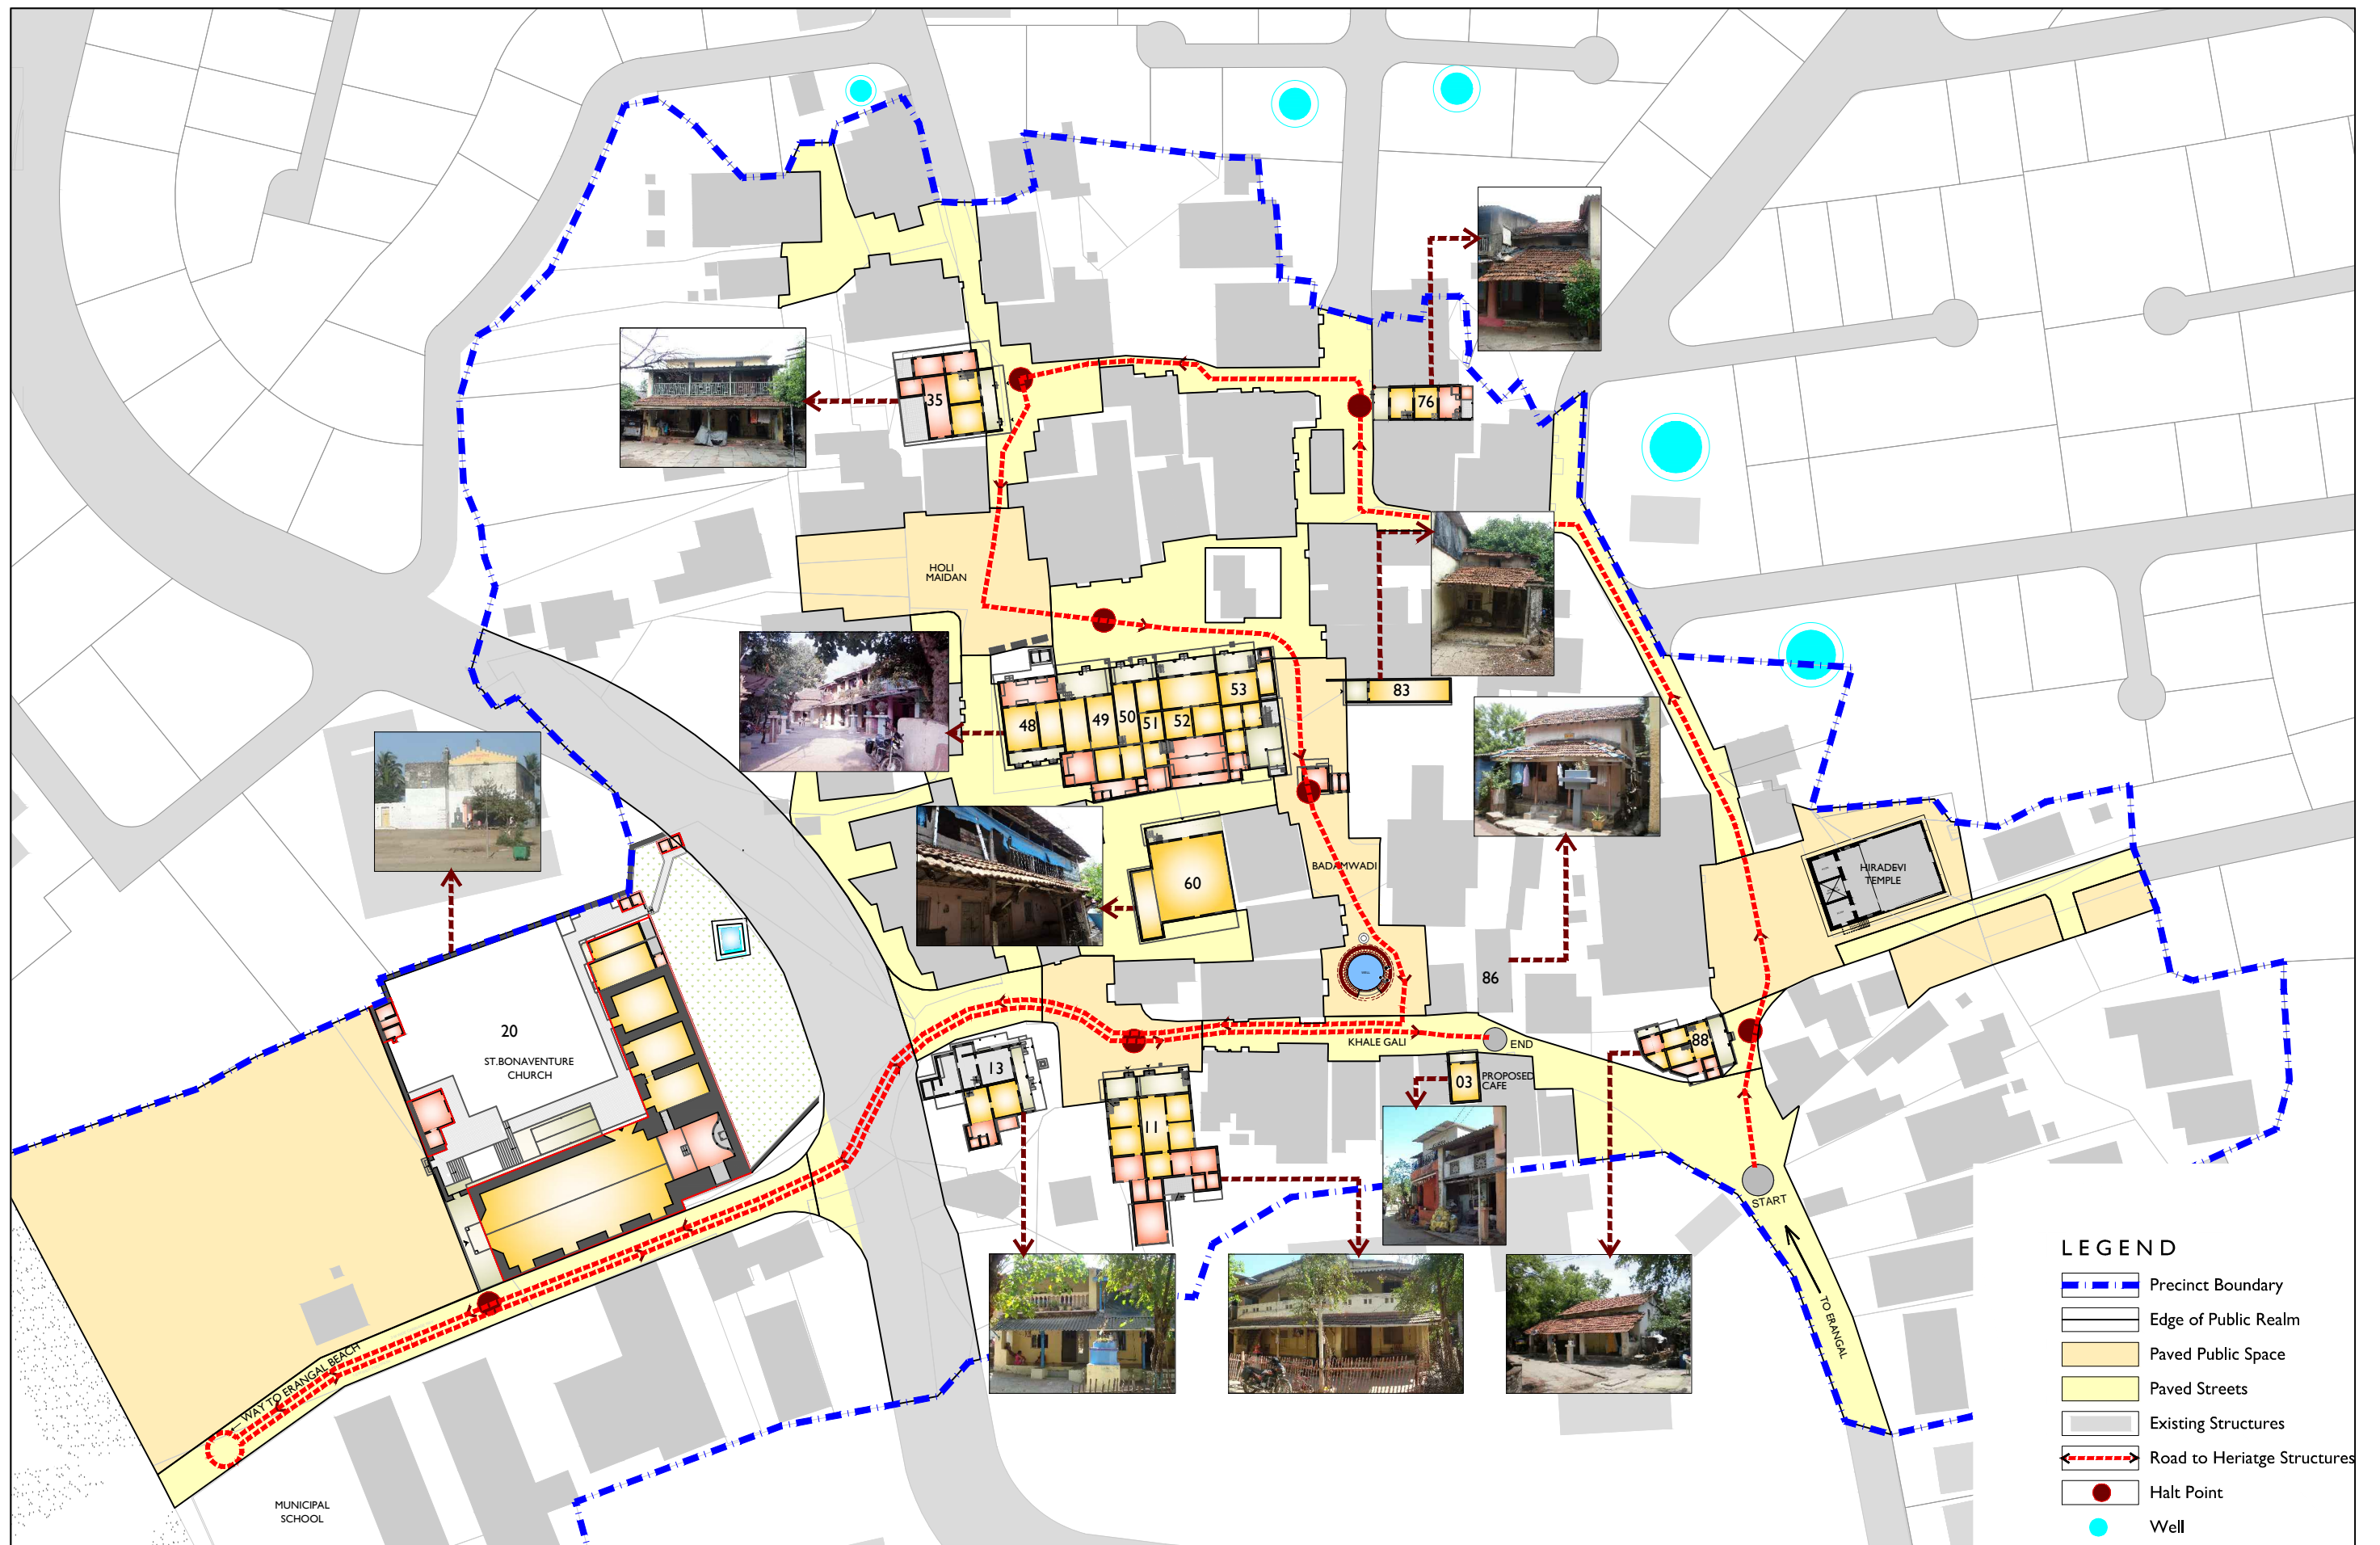 35
76
HOLI
MAIDAN
53
83
48
49
50
51
52
BADAMWADI
60
HIRADEVI
TEMPLE
86
20
ST.BONAVENTURE
CHURCH
KHALE GALI
END
88
13
03
PROPOSED
CAFE
11
START
TO ERANGAL
WAY TO ERANGAL BEACH
MUNICIPAL
SCHOOL
LEGEND
Precinct Boundary
Edge of Public Realm
Paved Public Space
Paved Streets
Existing Structures
Road to Heriatge Structures
Halt Point
Well